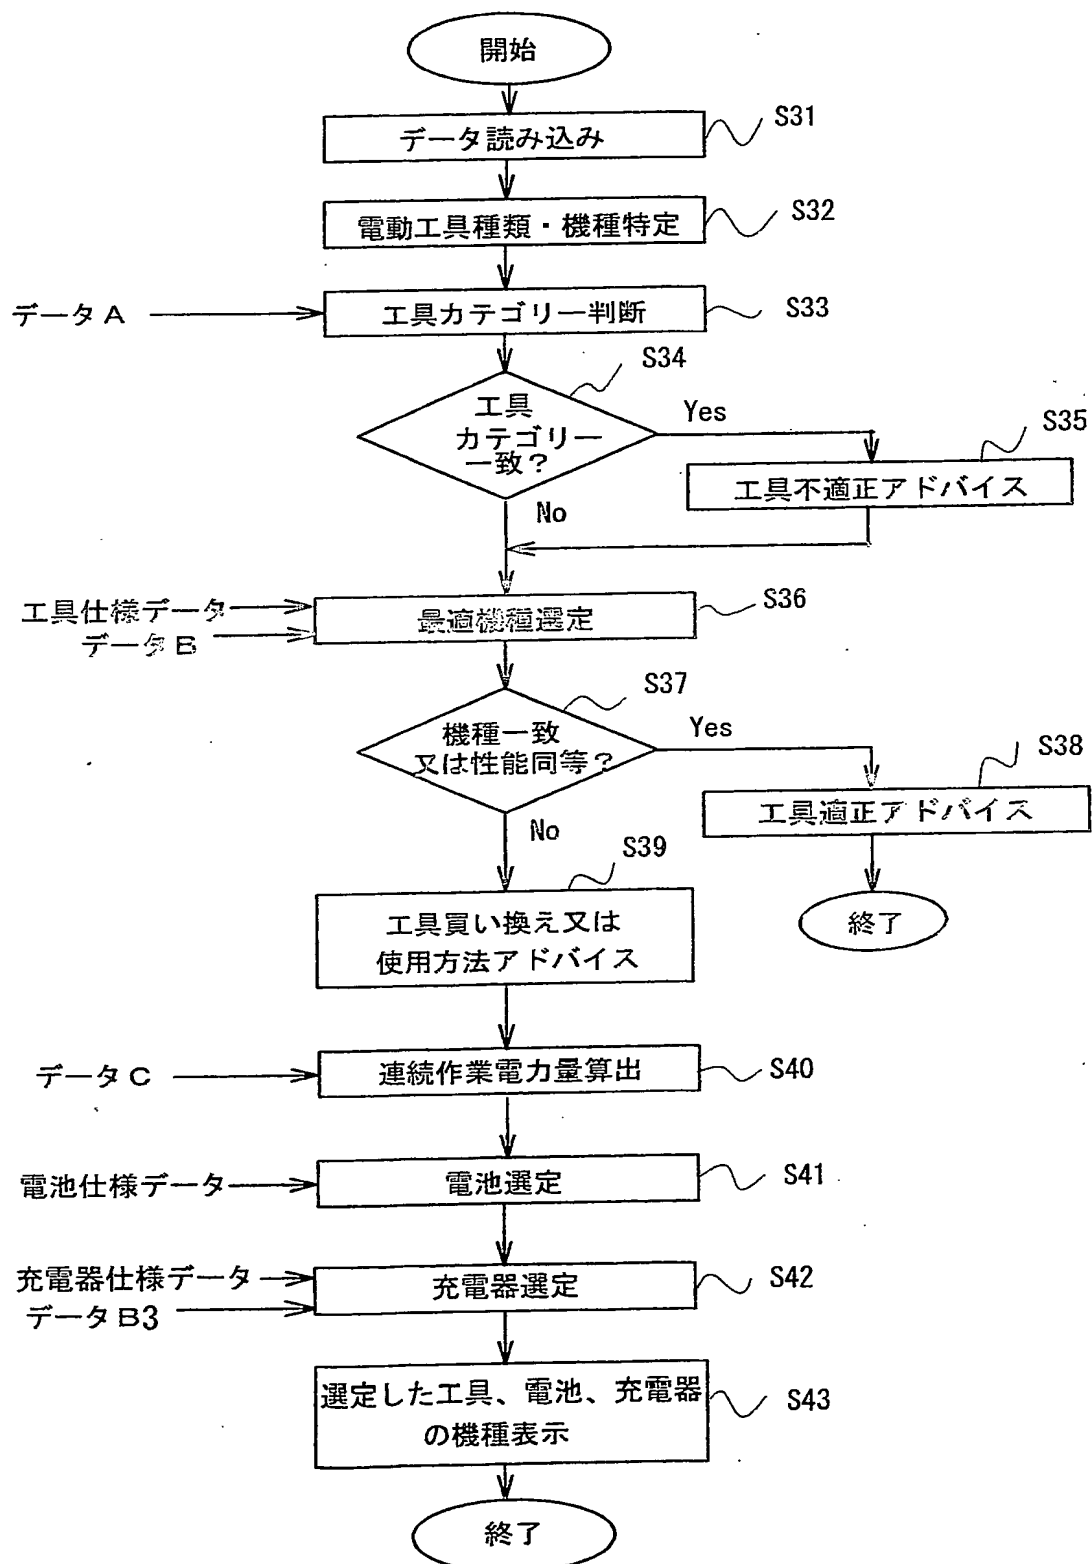 開始
データ読み込み
S31
電動工具種類・機種特定
S32
データA
工具カテゴリー判断
S33
S34
工具
カテゴリー
一致?
Yes
S35
工具不適正アドバイス
No
工具仕様データ
データB
最適機種選定
S36
S37
機種一致
又は性能同等?
Yes
S38
工具適正アドバイス
終了
No
S39
工具買い換え又は
使用方法アドバイス
データC
連続作業電力量算出
S40
電池仕様データ
電池選定
S41
充電器仕様データ
データB3
充電器選定
S42
選定した工具、電池、充電器
の機種表示
S43
終了